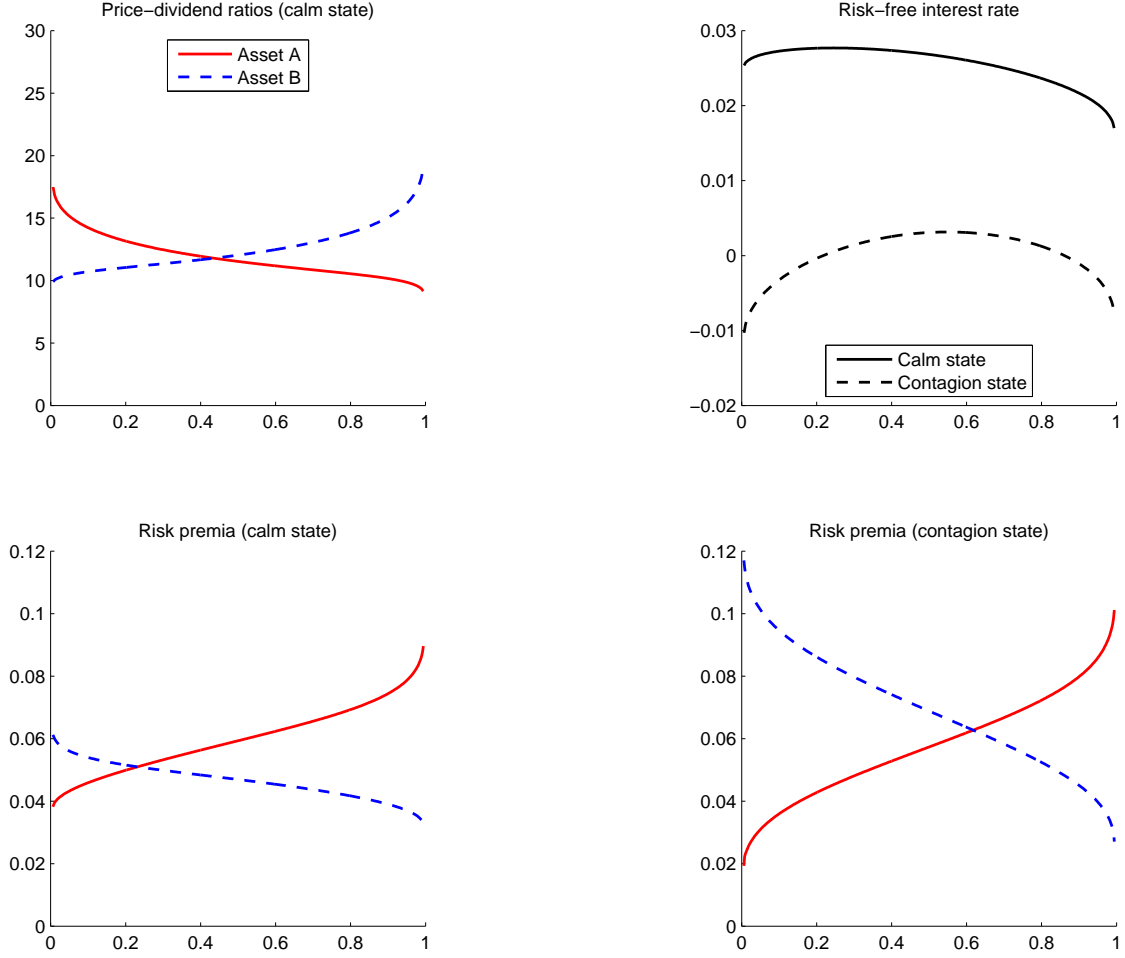 Price−dividend ratios (calm state)
30
25
20
15
10
5
0
Asset A
Asset B
0 0.2 0.4 0.6 0.8 1
Risk−free interest rate
0.03
0.02
0.01
0
−0.01
−0.02
Calm state
Contagion state
0 0.2 0.4 0.6 0.8 1
Risk premia (calm state)
0.12
0.1
0.08
0.06
0.04
0.02
0
0 0.2 0.4 0.6 0.8 1
Risk premia (contagion state)
0.12
0.1
0.08
0.06
0.04
0.02
0
0 0.2 0.4 0.6 0.8 1